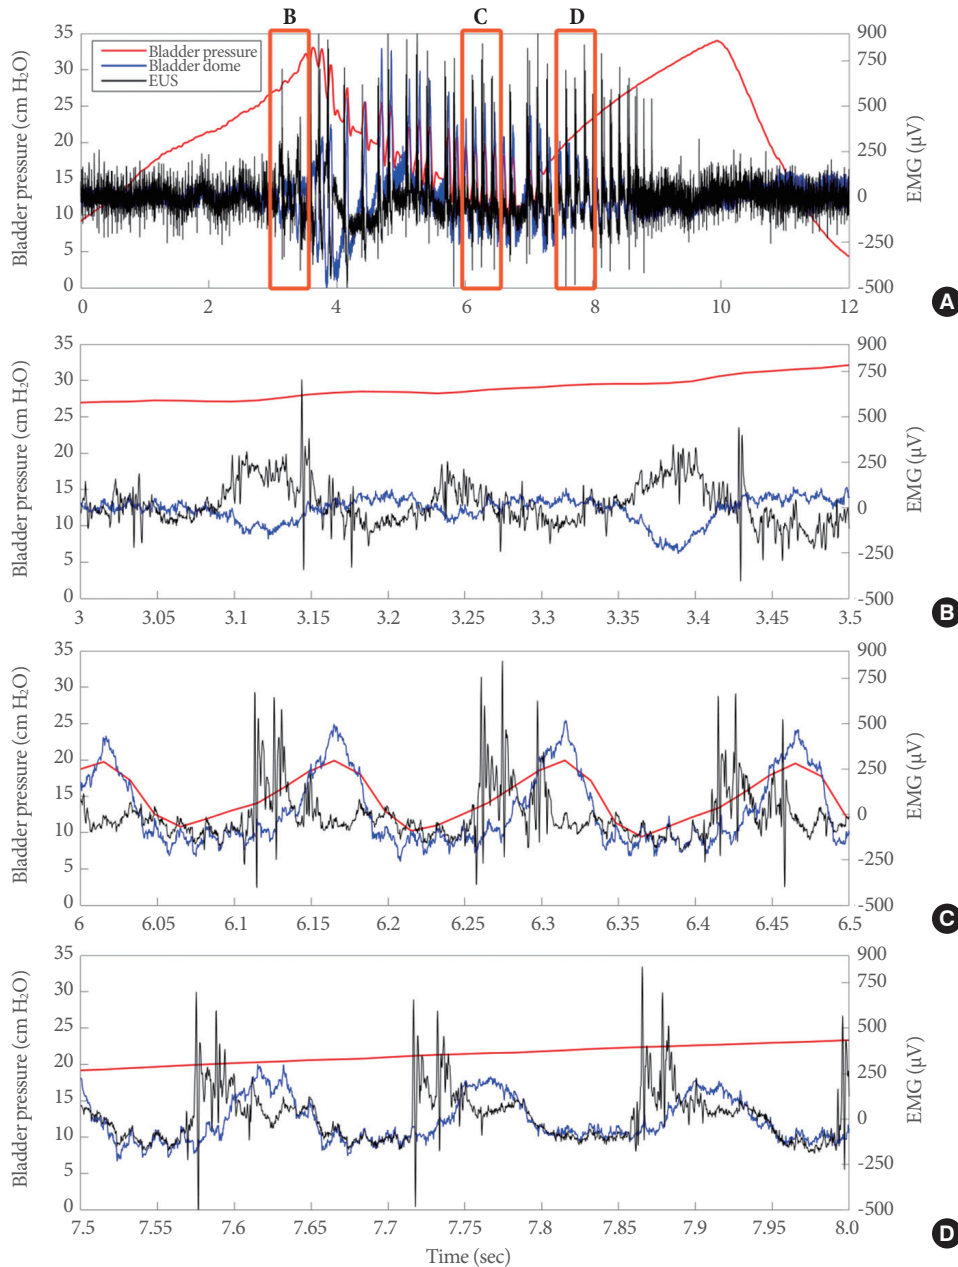 B C D
Bladder pressure (cm H₂O)
35
30
25
20
15
10
5
0
Bladder pressure
Bladder dome
EUS
900
750
500
250
0
-250
-500
EMG (μV)
0 2 4 6 8 10 12
A
Bladder pressure (cm H₂O)
35
30
25
20
15
10
5
0
900
750
500
250
0
-250
-500
EMG (μV)
3 3.05 3.1 3.15 3.2 3.25 3.3 3.35 3.4 3.45 3.5
B
Bladder pressure (cm H₂O)
35
30
25
20
15
10
5
0
900
750
500
250
0
-250
-500
EMG (μV)
6 6.05 6.1 6.15 6.2 6.25 6.3 6.35 6.4 6.45 6.5
C
Bladder pressure (cm H₂O)
35
30
25
20
15
10
5
0
900
750
500
250
0
-250
-500
EMG (μV)
7.5 7.55 7.6 7.65 7.7 7.75 7.8 7.85 7.9 7.95 8.0
D
Time (sec)